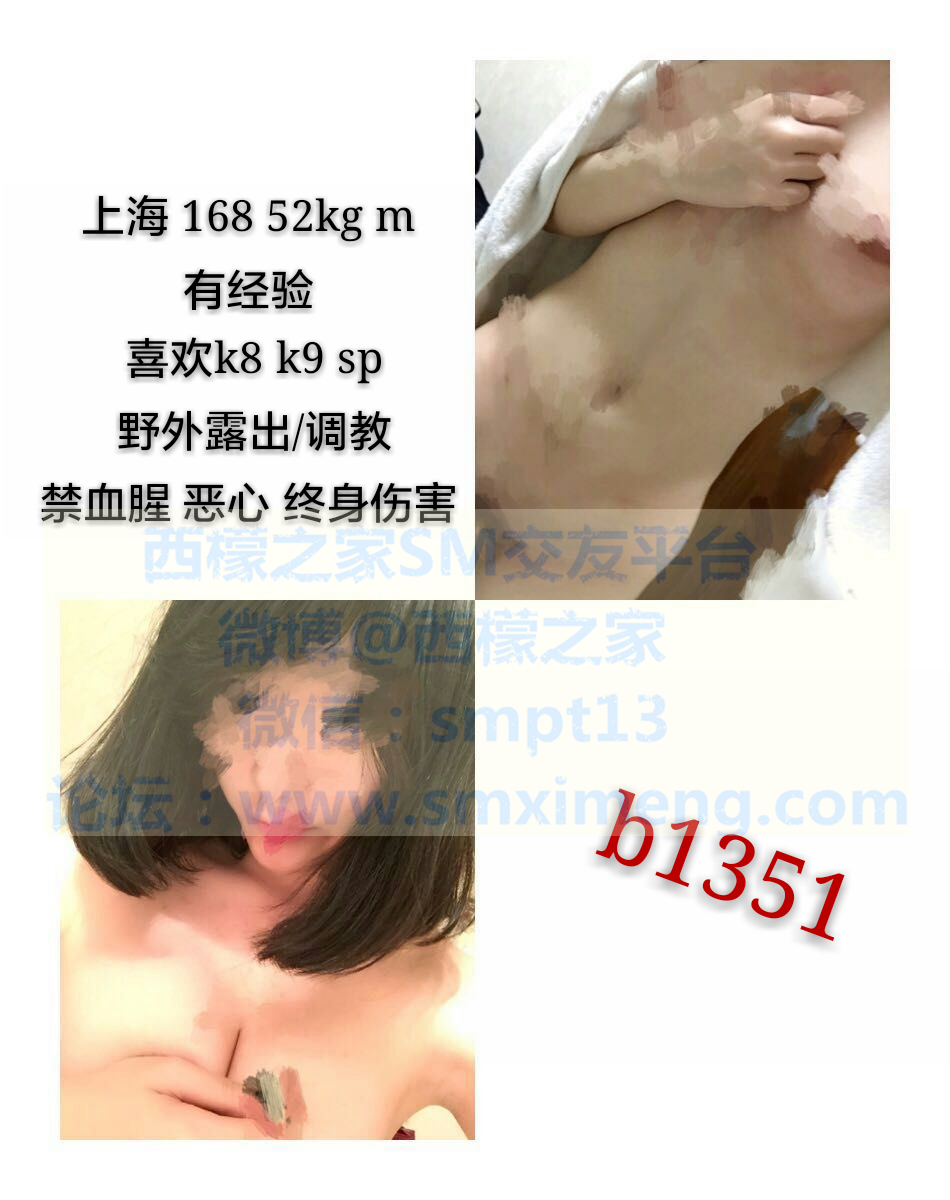 上海 168 52kg m
有经验
喜欢k8 k9 sp
野外露出/调教
禁血腥 恶心 终身伤害
西檬之家SM交友平台
微博@西檬之家
微信：smpt13
论坛：www.smximeng.com
b1351